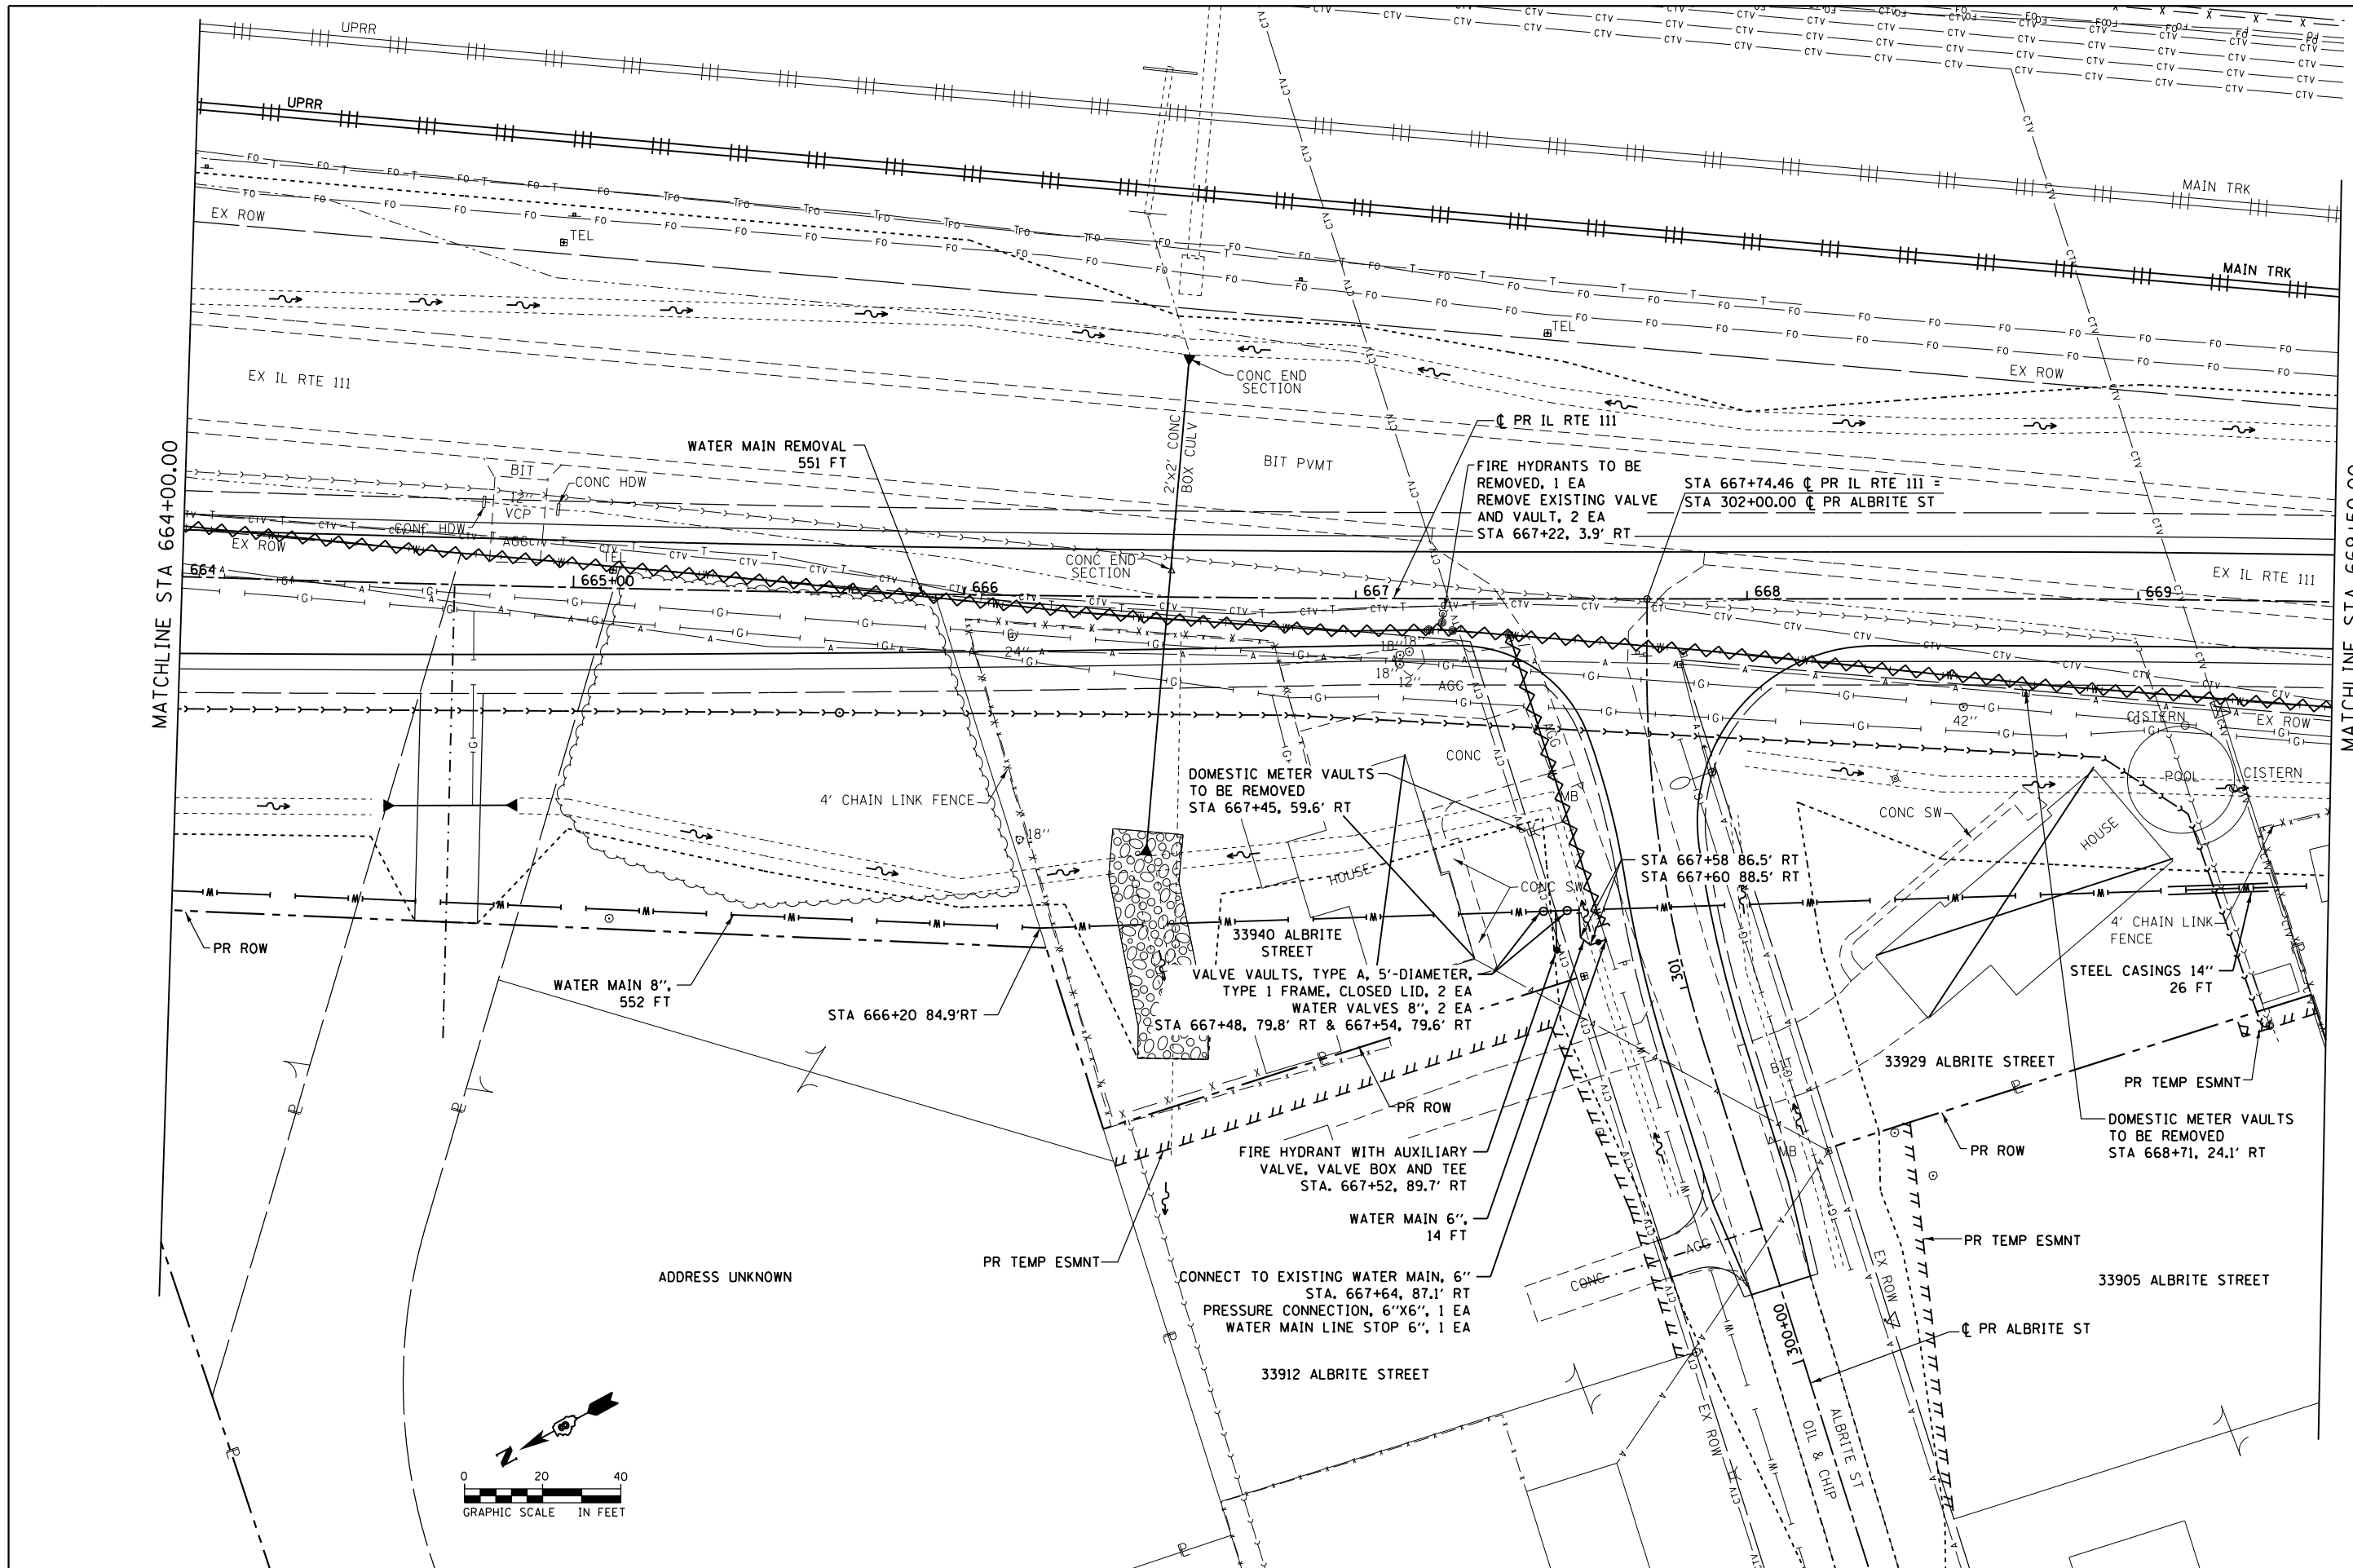 UPRR
UPRR
MAIN TRK
MAIN TRK
EX ROW
TEL
TEL
EX ROW
EX IL RTE 111
CONC END
SECTION
2'x2' CONC
BOX CULV
℄ PR IL RTE 111
BIT PVMT
WATER MAIN REMOVAL
551 FT
FIRE HYDRANTS TO BE
REMOVED, 1 EA
REMOVE EXISTING VALVE
AND VAULT, 2 EA
STA 667+22, 3.9' RT
STA 667+74.46 ℄ PR IL RTE 111 =
STA 302+00.00 ℄ PR ALBRITE ST
MATCHLINE STA 664+00.00
BIT
CONC HDW
12"
VCP
CONC HDW
AGG
EX ROW
TEL
CONC END
SECTION
EX IL RTE 111
664
665+00
666
667
668
669
24"
18"
18"
18"
12"
AGG
42"
CISTERN
EX ROW
CONC
DOMESTIC METER VAULTS
TO BE REMOVED
STA 667+45, 59.6' RT
4' CHAIN LINK FENCE
18"
MB
AGG
POOL
CISTERN
CONC SW
HOUSE
HOUSE
CONC SW
STA 667+58 86.5' RT
STA 667+60 88.5' RT
4' CHAIN LINK
FENCE
PR ROW
33940 ALBRITE
STREET
WATER MAIN 8",
552 FT
STA 666+20 84.9'RT
VALVE VAULTS, TYPE A, 5'-DIAMETER,
TYPE 1 FRAME, CLOSED LID, 2 EA
WATER VALVES 8", 2 EA
STA 667+48, 79.8' RT & 667+54, 79.6' RT
301
STEEL CASINGS 14"
26 FT
BIT
33929 ALBRITE STREET
PR TEMP ESMNT
PR ROW
DOMESTIC METER VAULTS
TO BE REMOVED
STA 668+71, 24.1' RT
FIRE HYDRANT WITH AUXILIARY
VALVE, VALVE BOX AND TEE
STA. 667+52, 89.7' RT
MB
PR ROW
WATER MAIN 6",
14 FT
PR TEMP ESMNT
AGG
CONC
EX ROW
PR TEMP ESMNT
ADDRESS UNKNOWN
CONNECT TO EXISTING WATER MAIN, 6"
STA. 667+64, 87.1' RT
PRESSURE CONNECTION, 6"X6", 1 EA
WATER MAIN LINE STOP 6", 1 EA
33905 ALBRITE STREET
300+00
℄ PR ALBRITE ST
33912 ALBRITE STREET
EX ROW
OIL & CHIP
ALBRITE ST
N
0 20 40
GRAPHIC SCALE IN FEET